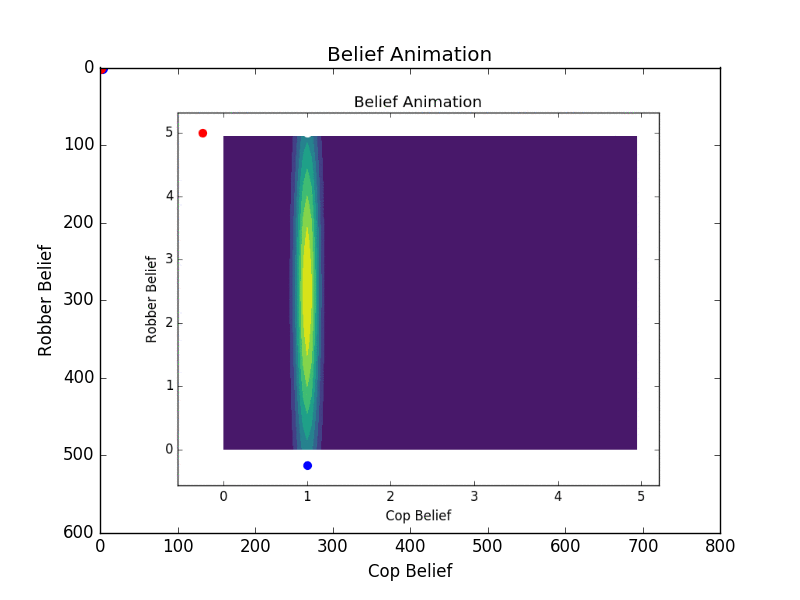 Belief Animation
0
100
200
300
400
500
600
Robber Belief
Belief Animation
5
4
3
2
1
0
Robber Belief
0 1 2 3 4 5
Cop Belief
0 100 200 300 400 500 600 700 800
Cop Belief